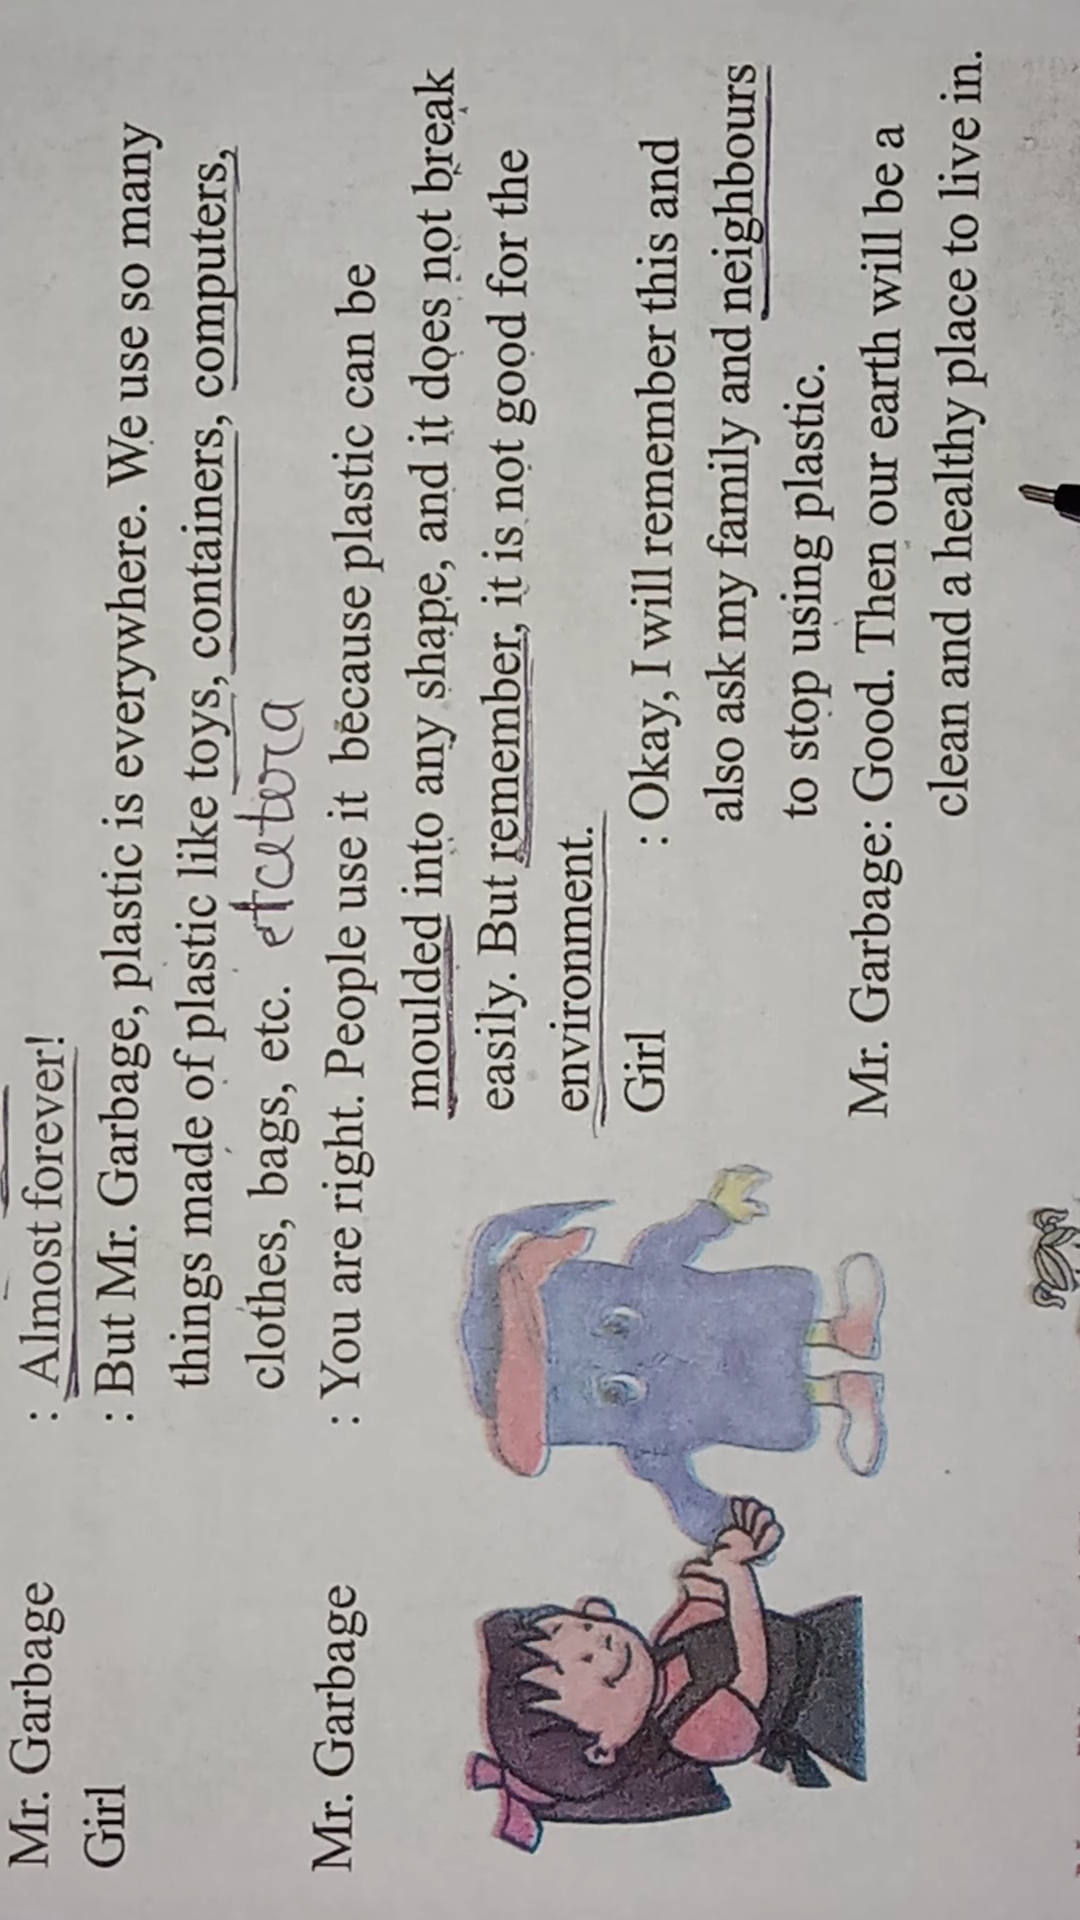 Mr. Garbage : Almost forever!
Girl : But Mr. Garbage, plastic is everywhere. We use so many
things made of plastic like toys, containers, computers,
clothes, bags, etc. etcetera
Mr. Garbage : You are right. People use it because plastic can be
moulded into any shape, and it does not break
easily. But remember, it is not good for the
environment.
Girl : Okay, I will remember this and
also ask my family and neighbours
to stop using plastic.
Mr. Garbage: Good. Then our earth will be a
clean and a healthy place to live in.